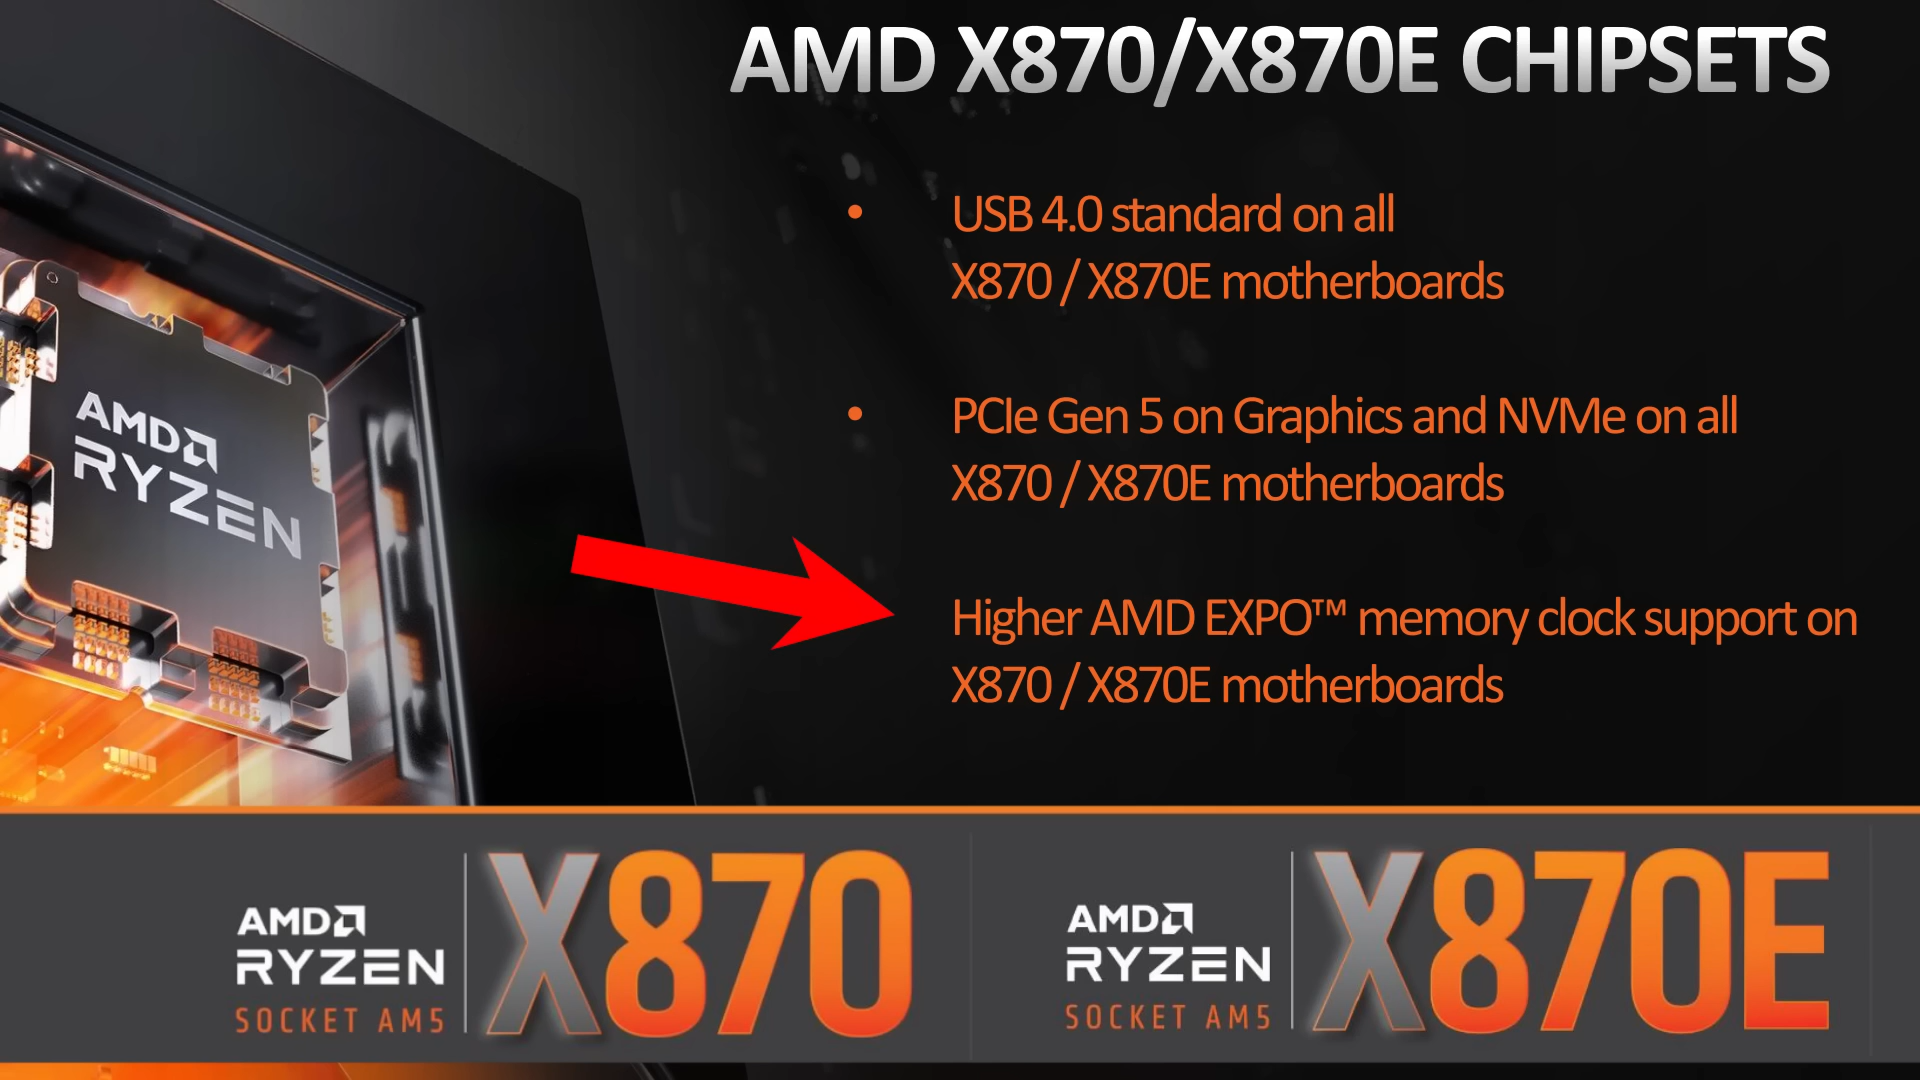 AMD X870/X870E CHIPSETS
• USB 4.0 standard on all
X870 / X870E motherboards
• PCIe Gen 5 on Graphics and NVMe on all
X870 / X870E motherboards
Higher AMD EXPO™ memory clock support on
X870 / X870E motherboards
AMD
RYZEN
AMD
RYZEN
SOCKET AM5
X870
AMD
RYZEN
SOCKET AM5
X870E